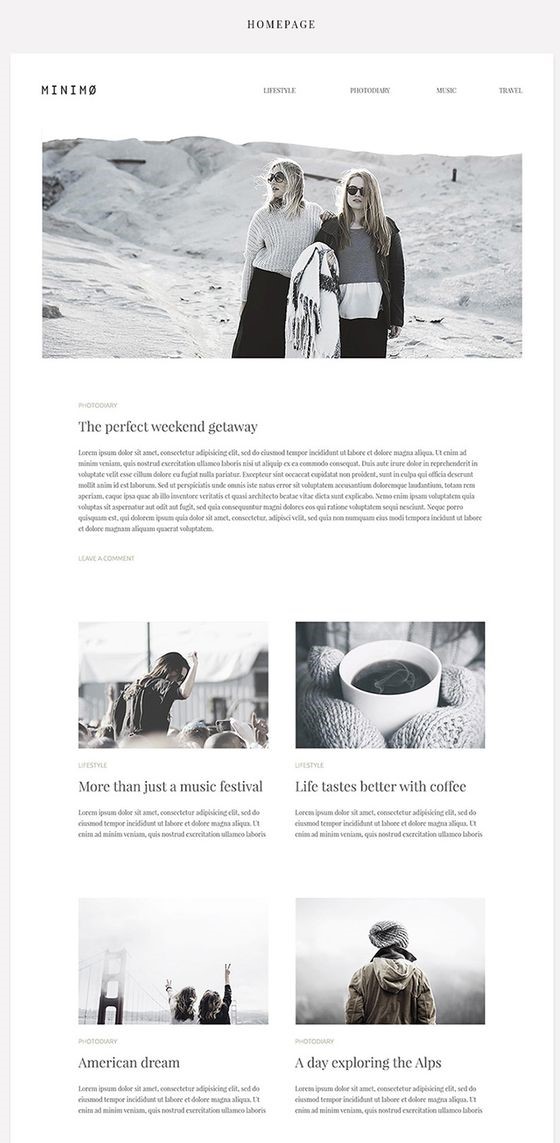 HOMEPAGE
MINIMØ
LIFESTYLE PHOTODIARY MUSIC TRAVEL
PHOTODIARY
The perfect weekend getaway
Lorem ipsum dolor sit amet, consectetur adipisicing elit, sed do eiusmod tempor incididunt ut labore et dolore magna aliqua. Ut enim ad
minim veniam, quis nostrud exercitation ullamco laboris nisi ut aliquip ex ea commodo consequat. Duis aute irure dolor in reprehenderit in
voluptate velit esse cillum dolore eu fugiat nulla pariatur. Excepteur sint occaecat cupidatat non proident, sunt in culpa qui officia deserunt
mollit anim id est laborum. Sed ut perspiciatis unde omnis iste natus error sit voluptatem accusantium doloremque laudantium, totam rem
aperiam, eaque ipsa quae ab illo inventore veritatis et quasi architecto beatae vitae dicta sunt explicabo. Nemo enim ipsam voluptatem quia
voluptas sit aspernatur aut odit aut fugit, sed quia consequuntur magni dolores eos qui ratione voluptatem sequi nesciunt. Neque porro
quisquam est, qui dolorem ipsum quia dolor sit amet, consectetur, adipisci velit, sed quia non numquam eius modi tempora incidunt ut labore
et dolore magnam aliquam quaerat voluptatem.
LEAVE A COMMENT
LIFESTYLE
More than just a music festival
Lorem ipsum dolor sit amet, consectetur adipisicing elit, sed do
eiusmod tempor incididunt ut labore et dolore magna aliqua. Ut
enim ad minim veniam, quis nostrud exercitation ullamco laboris
LIFESTYLE
Life tastes better with coffee
Lorem ipsum dolor sit amet, consectetur adipisicing elit, sed do
eiusmod tempor incididunt ut labore et dolore magna aliqua. Ut
enim ad minim veniam, quis nostrud exercitation ullamco laboris
PHOTODIARY
American dream
Lorem ipsum dolor sit amet, consectetur adipisicing elit, sed do
eiusmod tempor incididunt ut labore et dolore magna aliqua. Ut
enim ad minim veniam, quis nostrud exercitation ullamco laboris
PHOTODIARY
A day exploring the Alps
Lorem ipsum dolor sit amet, consectetur adipisicing elit, sed do
eiusmod tempor incididunt ut labore et dolore magna aliqua. Ut
enim ad minim veniam, quis nostrud exercitation ullamco laboris